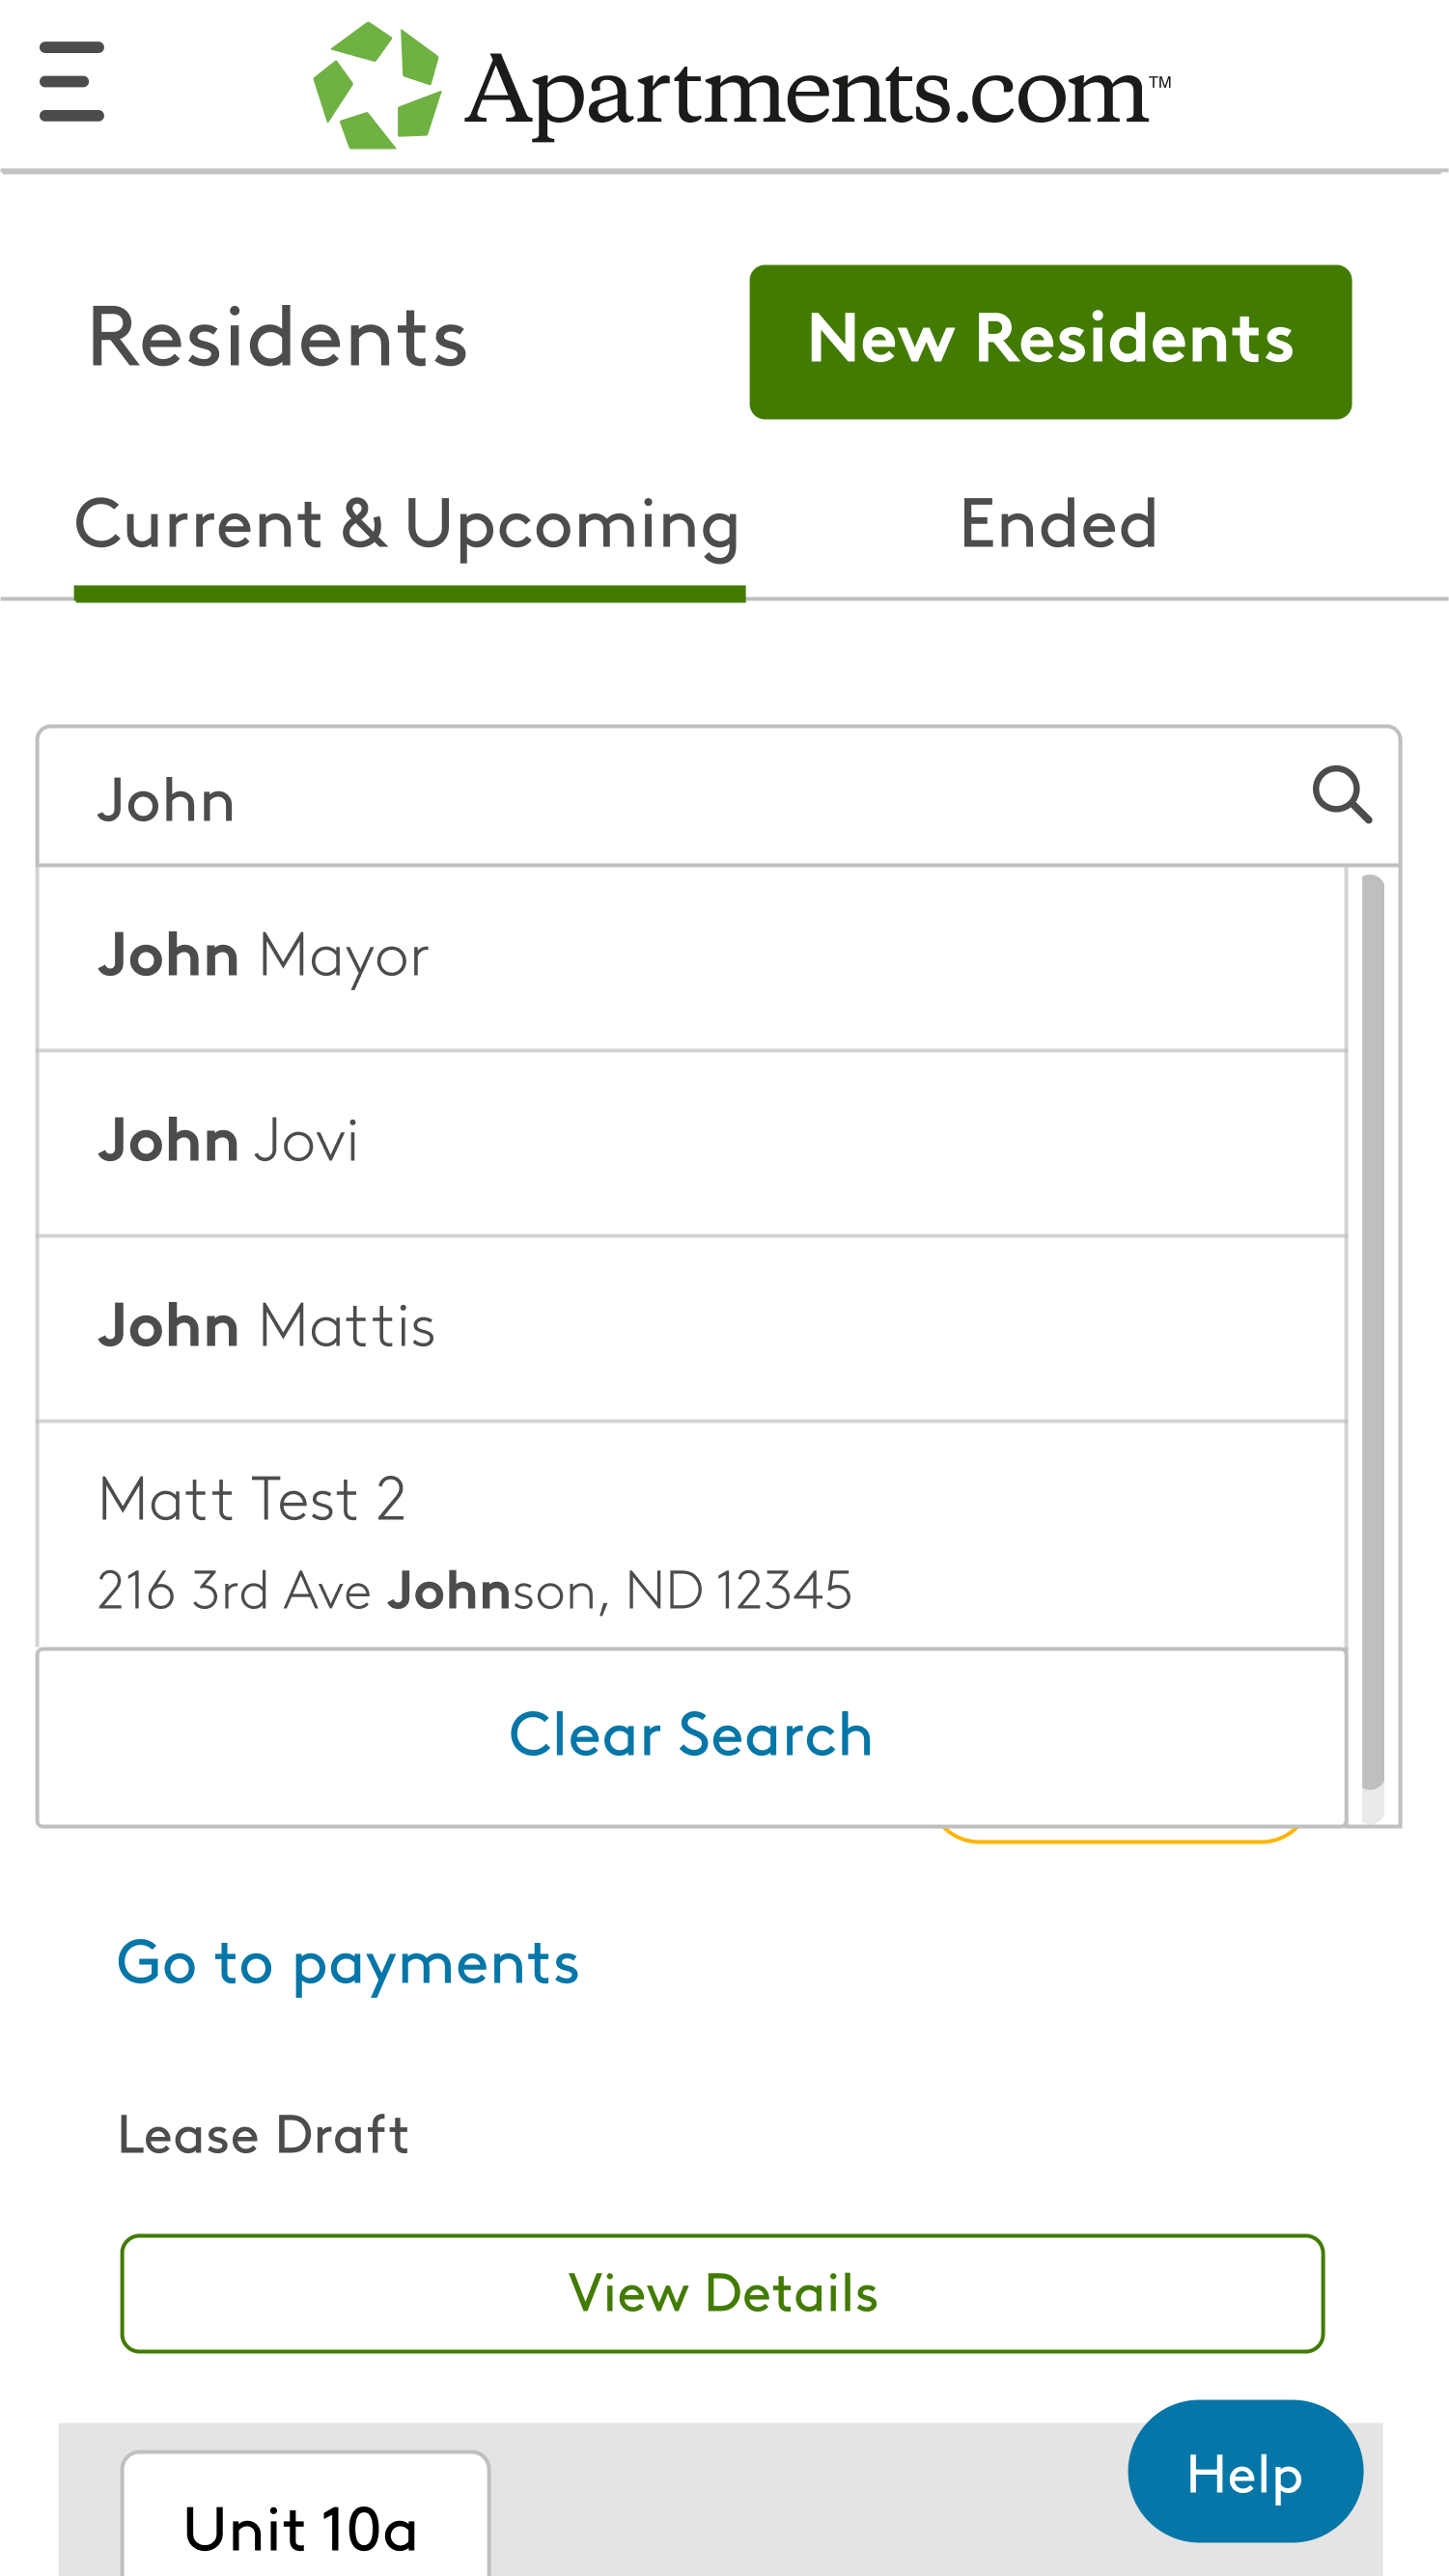 Apartments.com™
Residents
New Residents
Current & Upcoming
Ended
John
John Mayor
John Jovi
John Mattis
Matt Test 2
216 3rd Ave Johnson, ND 12345
Clear Search
Go to payments
Lease Draft
View Details
Help
Unit 10a